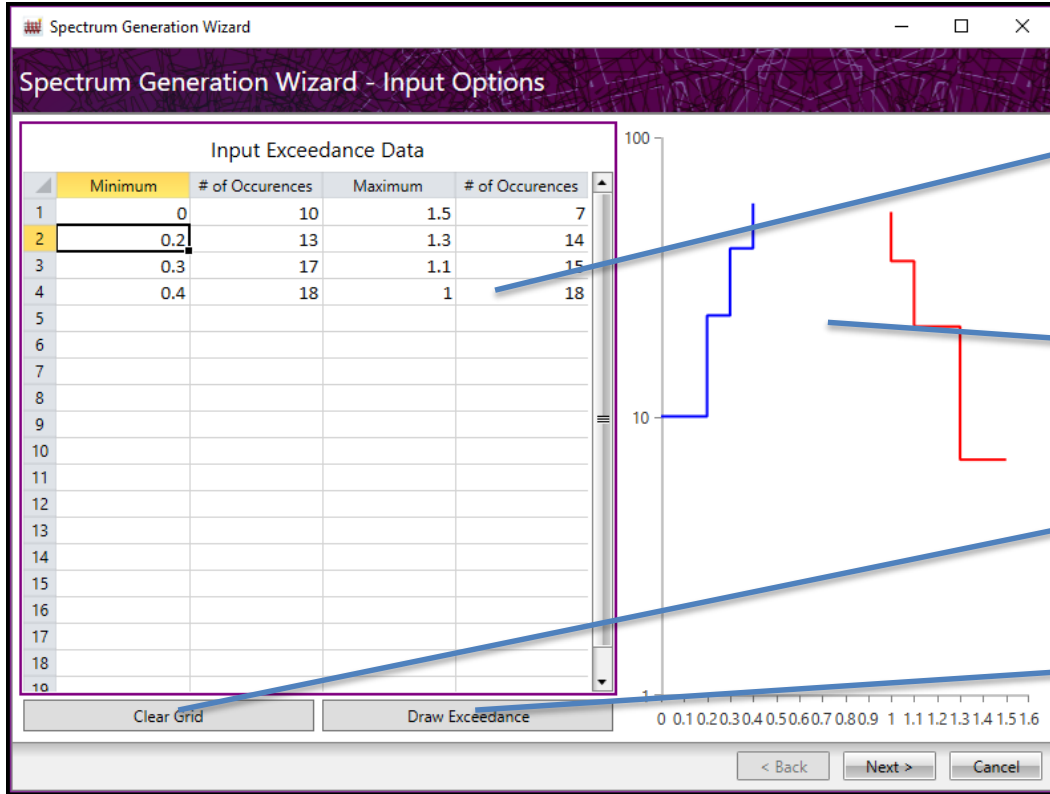 Spectrum Generation Wizard
Spectrum Generation Wizard - Input Options
Input Exceedance Data
Minimum # of Occurences Maximum # of Occurences
1 0 10 1.5 7
2 0.2 13 1.3 14
3 0.3 17 1.1 15
4 0.4 18 1 18
5
6
7
8
9
10
11
12
13
14
15
16
17
18
19
Clear Grid Draw Exceedance
100
10
1
0 0.1 0.2 0.3 0.4 0.5 0.6 0.7 0.8 0.9 1 1.1 1.2 1.3 1.4 1.5 1.6
< Back Next > Cancel